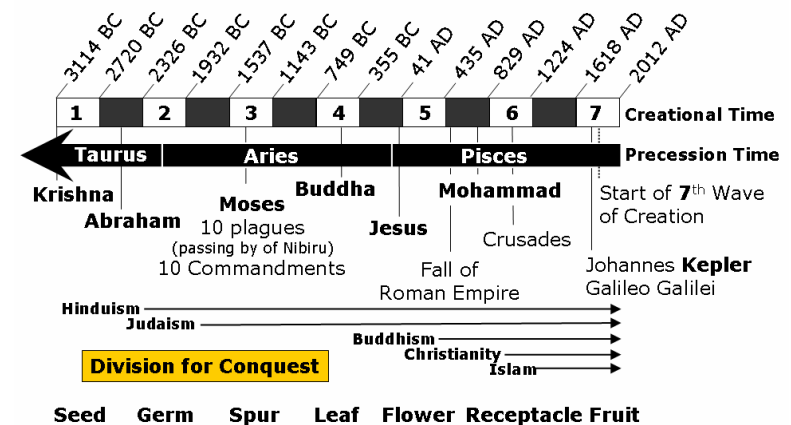 3114 BC
2720 BC
2326 BC
1932 BC
1537 BC
1143 BC
749 BC
355 BC
41 AD
435 AD
829 AD
1224 AD
1618 AD
2012 AD
1 2 3 4 5 6 7 Creational Time
Taurus Aries Pisces Precession Time
Krishna
Abraham
Moses
10 plagues
(passing by of Nibiru)
10 Commandments
Buddha
Jesus
Mohammad
Crusades
Fall of
Roman Empire
Start of 7th Wave
of Creation
Johannes Kepler
Galileo Galilei
Hinduism
Judaism
Buddhism
Christianity
Islam
Division for Conquest
Seed Germ Spur Leaf Flower Receptacle Fruit